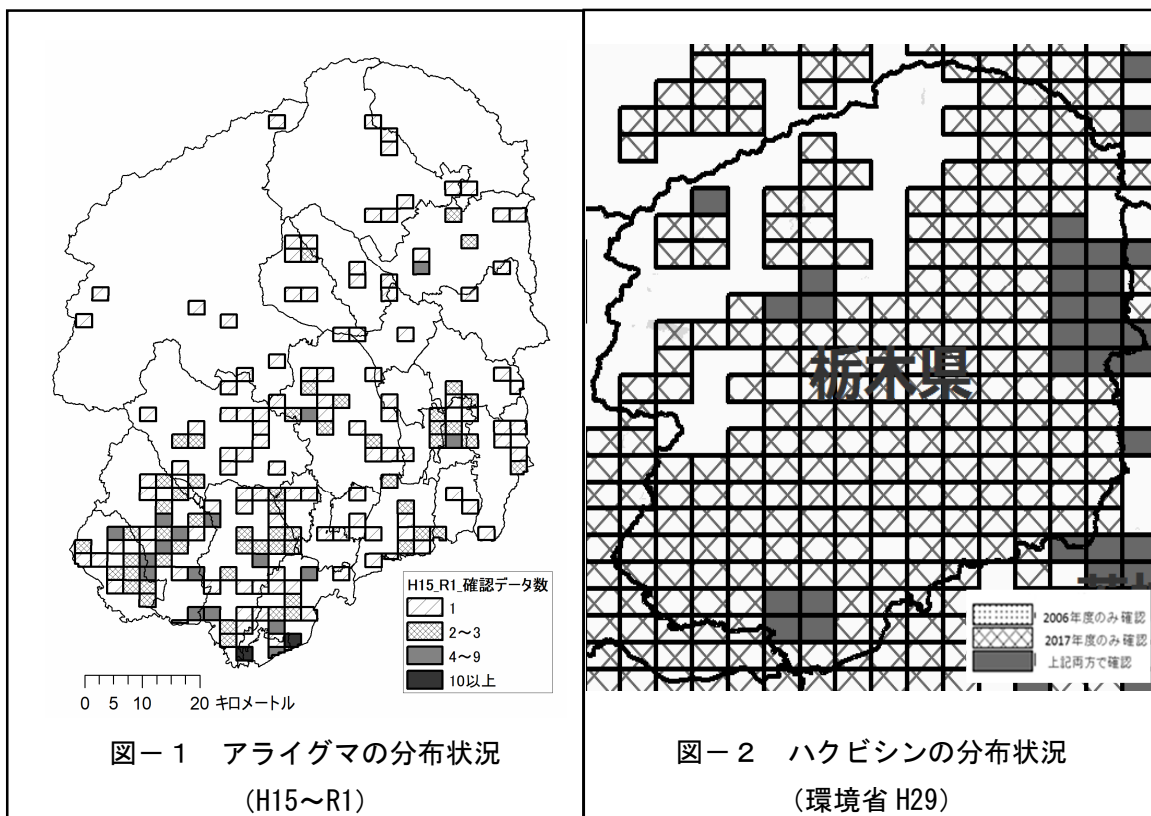 H15_R1_確認データ数
1
2～3
4～9
10以上
0 5 10 20 キロメートル
図－１ アライグマの分布状況
(H15～R1)
栃木県
2006年度のみ確認
2017年度のみ確認
上記両方で確認
図－２ ハクビシンの分布状況
(環境省 H29)